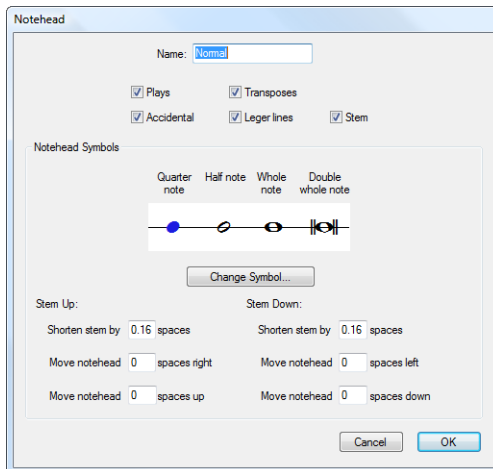 Notehead
Name: Normal
Plays Transposes
Accidental Leger lines Stem
Notehead Symbols
Quarter note Half note Whole note Double whole note
Change Symbol...
Stem Up: Stem Down:
Shorten stem by 0.16 spaces Shorten stem by 0.16 spaces
Move notehead 0 spaces right Move notehead 0 spaces left
Move notehead 0 spaces up Move notehead 0 spaces down
Cancel OK